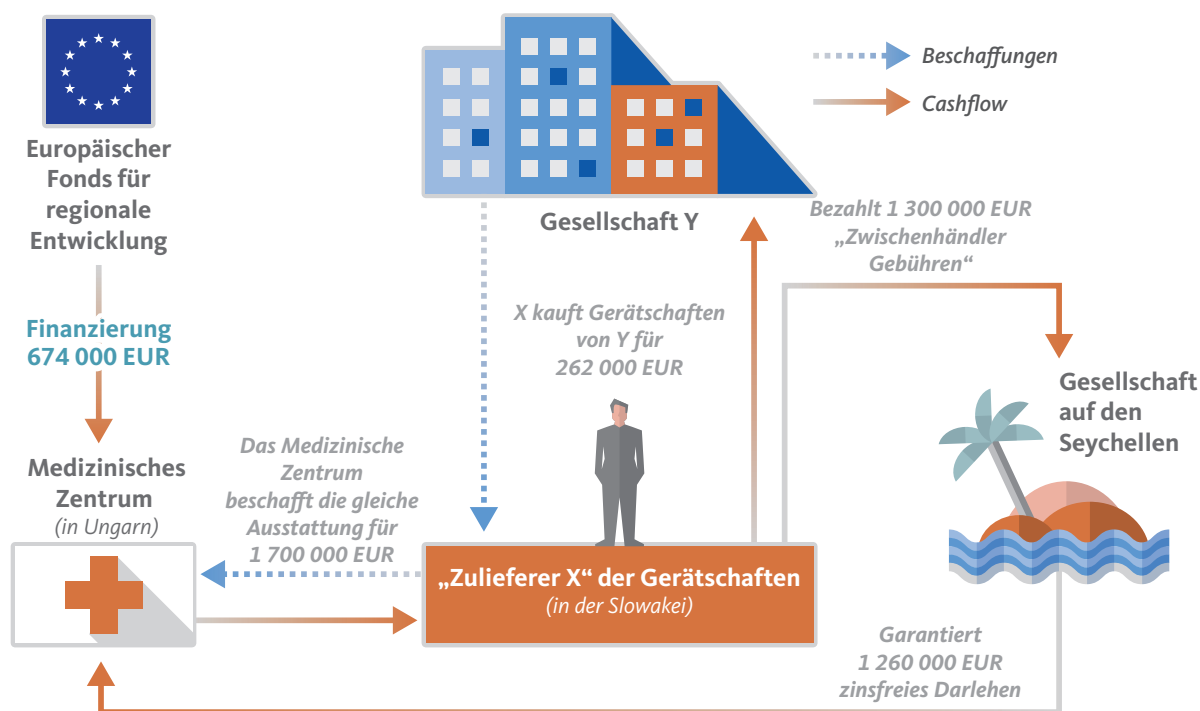 Beschaffungen
Cashflow
Europäischer
Fonds für
regionale
Entwicklung
Gesellschaft Y
Bezahlt 1 300 000 EUR
„Zwischenhändler
Gebühren“
X kauft Gerätschaften
von Y für
262 000 EUR
Finanzierung
674 000 EUR
Gesellschaft
auf den
Seychellen
Medizinisches
Zentrum
(in Ungarn)
Das Medizinische
Zentrum
beschafft die gleiche
Ausstattung für
1 700 000 EUR
„Zulieferer X“ der Gerätschaften
(in der Slowakei)
Garantiert
1 260 000 EUR
zinsfreies Darlehen